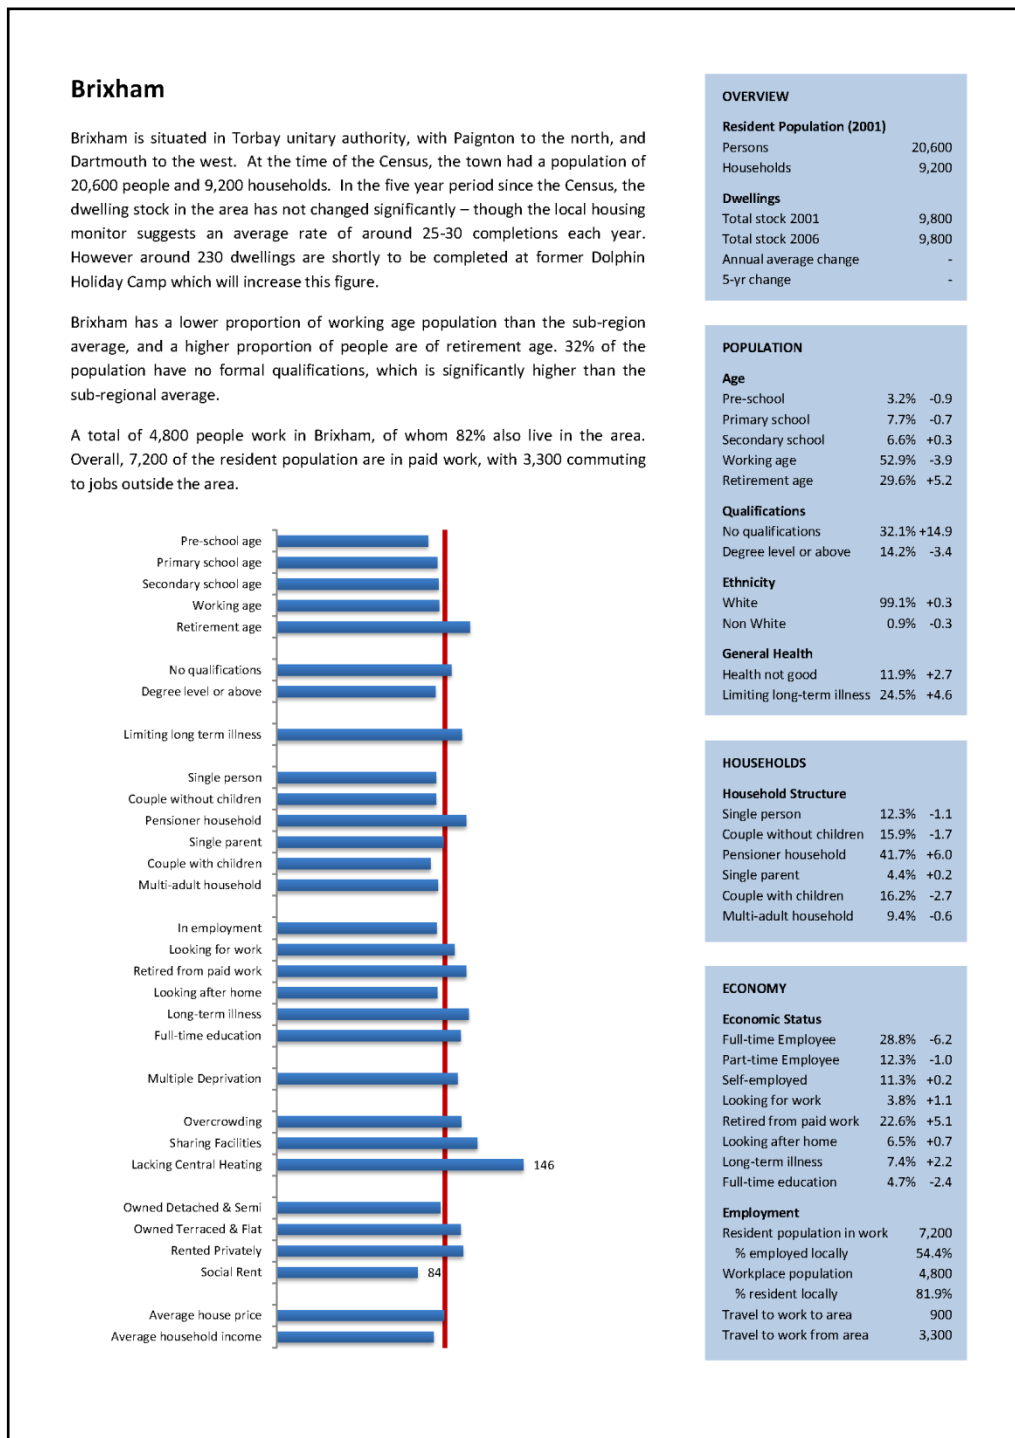 Brixham
Brixham is situated in Torbay unitary authority, with Paignton to the north, and
Dartmouth to the west. At the time of the Census, the town had a population of
20,600 people and 9,200 households. In the five year period since the Census, the
dwelling stock in the area has not changed significantly – though the local housing
monitor suggests an average rate of around 25-30 completions each year.
However around 230 dwellings are shortly to be completed at former Dolphin
Holiday Camp which will increase this figure.
Brixham has a lower proportion of working age population than the sub-region
average, and a higher proportion of people are of retirement age. 32% of the
population have no formal qualifications, which is significantly higher than the
sub-regional average.
A total of 4,800 people work in Brixham, of whom 82% also live in the area.
Overall, 7,200 of the resident population are in paid work, with 3,300 commuting
to jobs outside the area.
Pre-school age
Primary school age
Secondary school age
Working age
Retirement age
No qualifications
Degree level or above
Limiting long term illness
Single person
Couple without children
Pensioner household
Single parent
Couple with children
Multi-adult household
In employment
Looking for work
Retired from paid work
Looking after home
Long-term illness
Full-time education
Multiple Deprivation
Overcrowding
Sharing Facilities
Lacking Central Heating 146
Owned Detached & Semi
Owned Terraced & Flat
Rented Privately
Social Rent 84
Average house price
Average household income
OVERVIEW
Resident Population (2001)
Persons 20,600
Households 9,200
Dwellings
Total stock 2001 9,800
Total stock 2006 9,800
Annual average change -
5-yr change -
POPULATION
Age
Pre-school 3.2% -0.9
Primary school 7.7% -0.7
Secondary school 6.6% +0.3
Working age 52.9% -3.9
Retirement age 29.6% +5.2
Qualifications
No qualifications 32.1% +14.9
Degree level or above 14.2% -3.4
Ethnicity
White 99.1% +0.3
Non White 0.9% -0.3
General Health
Health not good 11.9% +2.7
Limiting long-term illness 24.5% +4.6
HOUSEHOLDS
Household Structure
Single person 12.3% -1.1
Couple without children 15.9% -1.7
Pensioner household 41.7% +6.0
Single parent 4.4% +0.2
Couple with children 16.2% -2.7
Multi-adult household 9.4% -0.6
ECONOMY
Economic Status
Full-time Employee 28.8% -6.2
Part-time Employee 12.3% -1.0
Self-employed 11.3% +0.2
Looking for work 3.8% +1.1
Retired from paid work 22.6% +5.1
Looking after home 6.5% +0.7
Long-term illness 7.4% +2.2
Full-time education 4.7% -2.4
Employment
Resident population in work 7,200
% employed locally 54.4%
Workplace population 4,800
% resident locally 81.9%
Travel to work to area 900
Travel to work from area 3,300